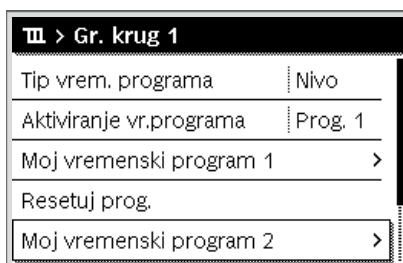 > Gr. krug 1
Tip vrem. programa Nivo
Aktiviranje vr.programa Prog. 1
Moj vremenski program 1 >
Resetuj prog.
Moj vremenski program 2 >